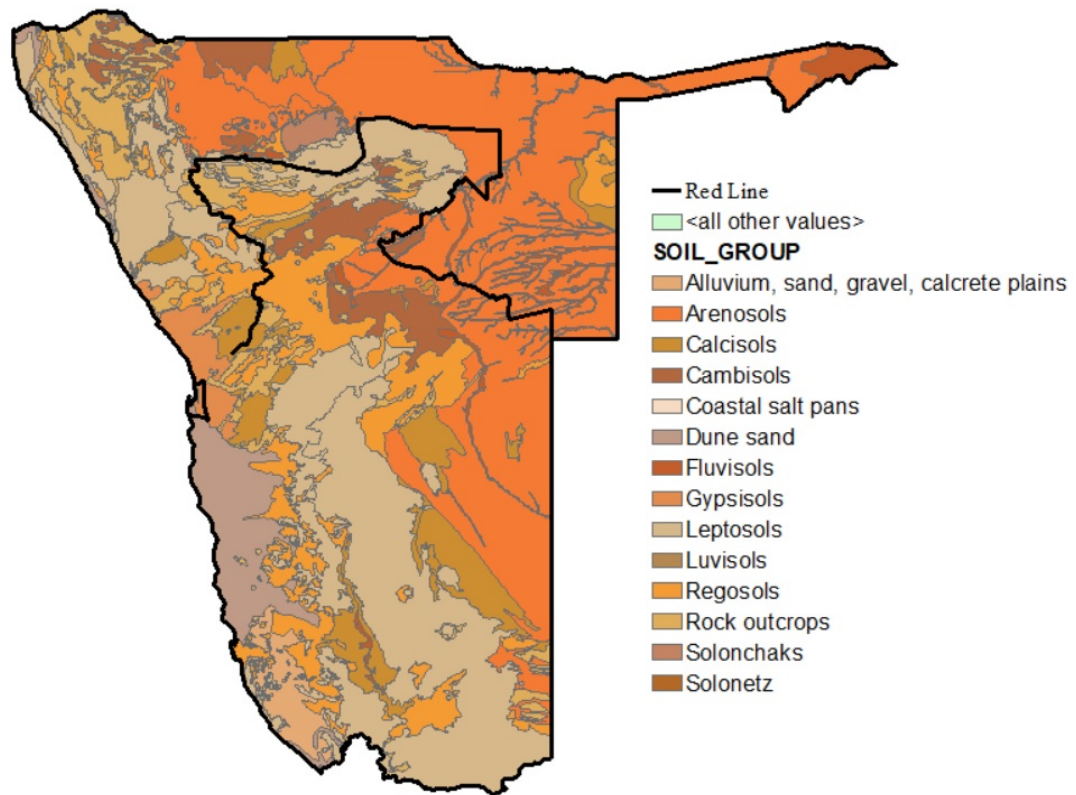 Red Line
<all other values>
SOIL_GROUP
Alluvium, sand, gravel, calcrete plains
Arenosols
Calcisols
Cambisols
Coastal salt pans
Dune sand
Fluvisols
Gypsisols
Leptosols
Luvisols
Regosols
Rock outcrops
Solonchaks
Solonetz